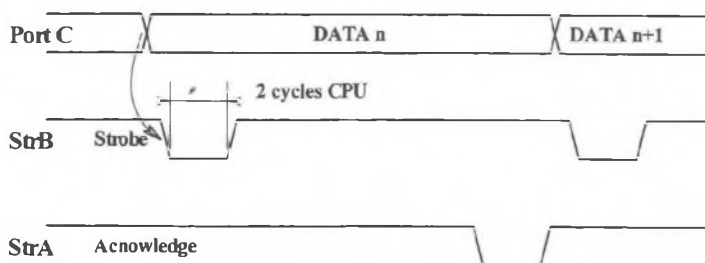 Port C
DATA n
DATA n+1
2 cycles CPU
StrB
Strobe
StrA
Acnowledge